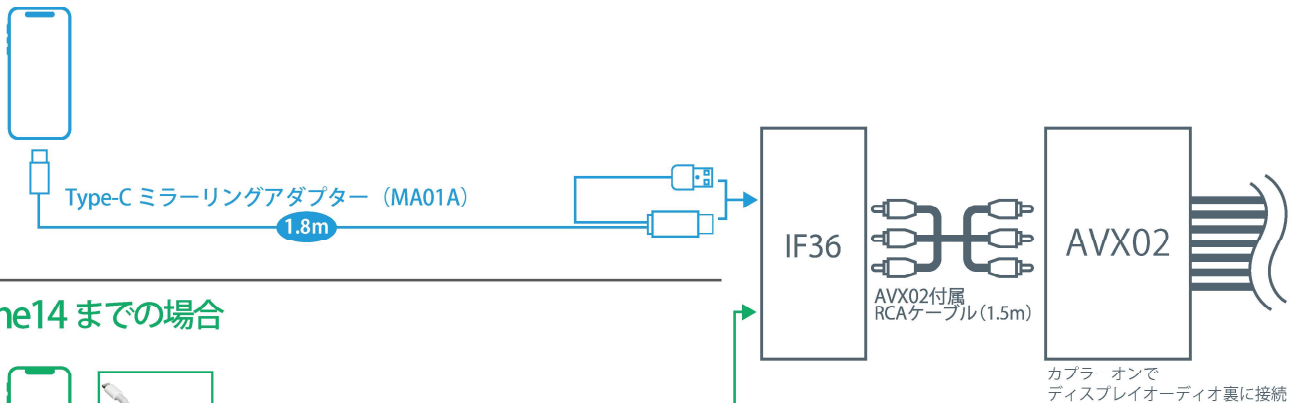 Type-C ミラーリングアダプター（MA01A）
1.8m
IF36
AVX02
AVX02付属
RCAケーブル（1.5m）
ne14 までの場合
カプラ　オンで
ディスプレイオーディオ裏に接続